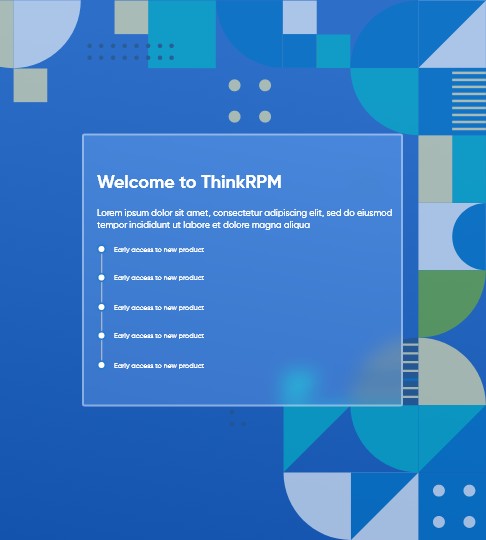 Welcome to ThinkRPM
Lorem ipsum dolor sit amet, consectetur adipiscing elit, sed do eiusmod
tempor incididunt ut labore et dolore magna aliqua
Early access to new product
Early access to new product
Early access to new product
Early access to new product
Early access to new product